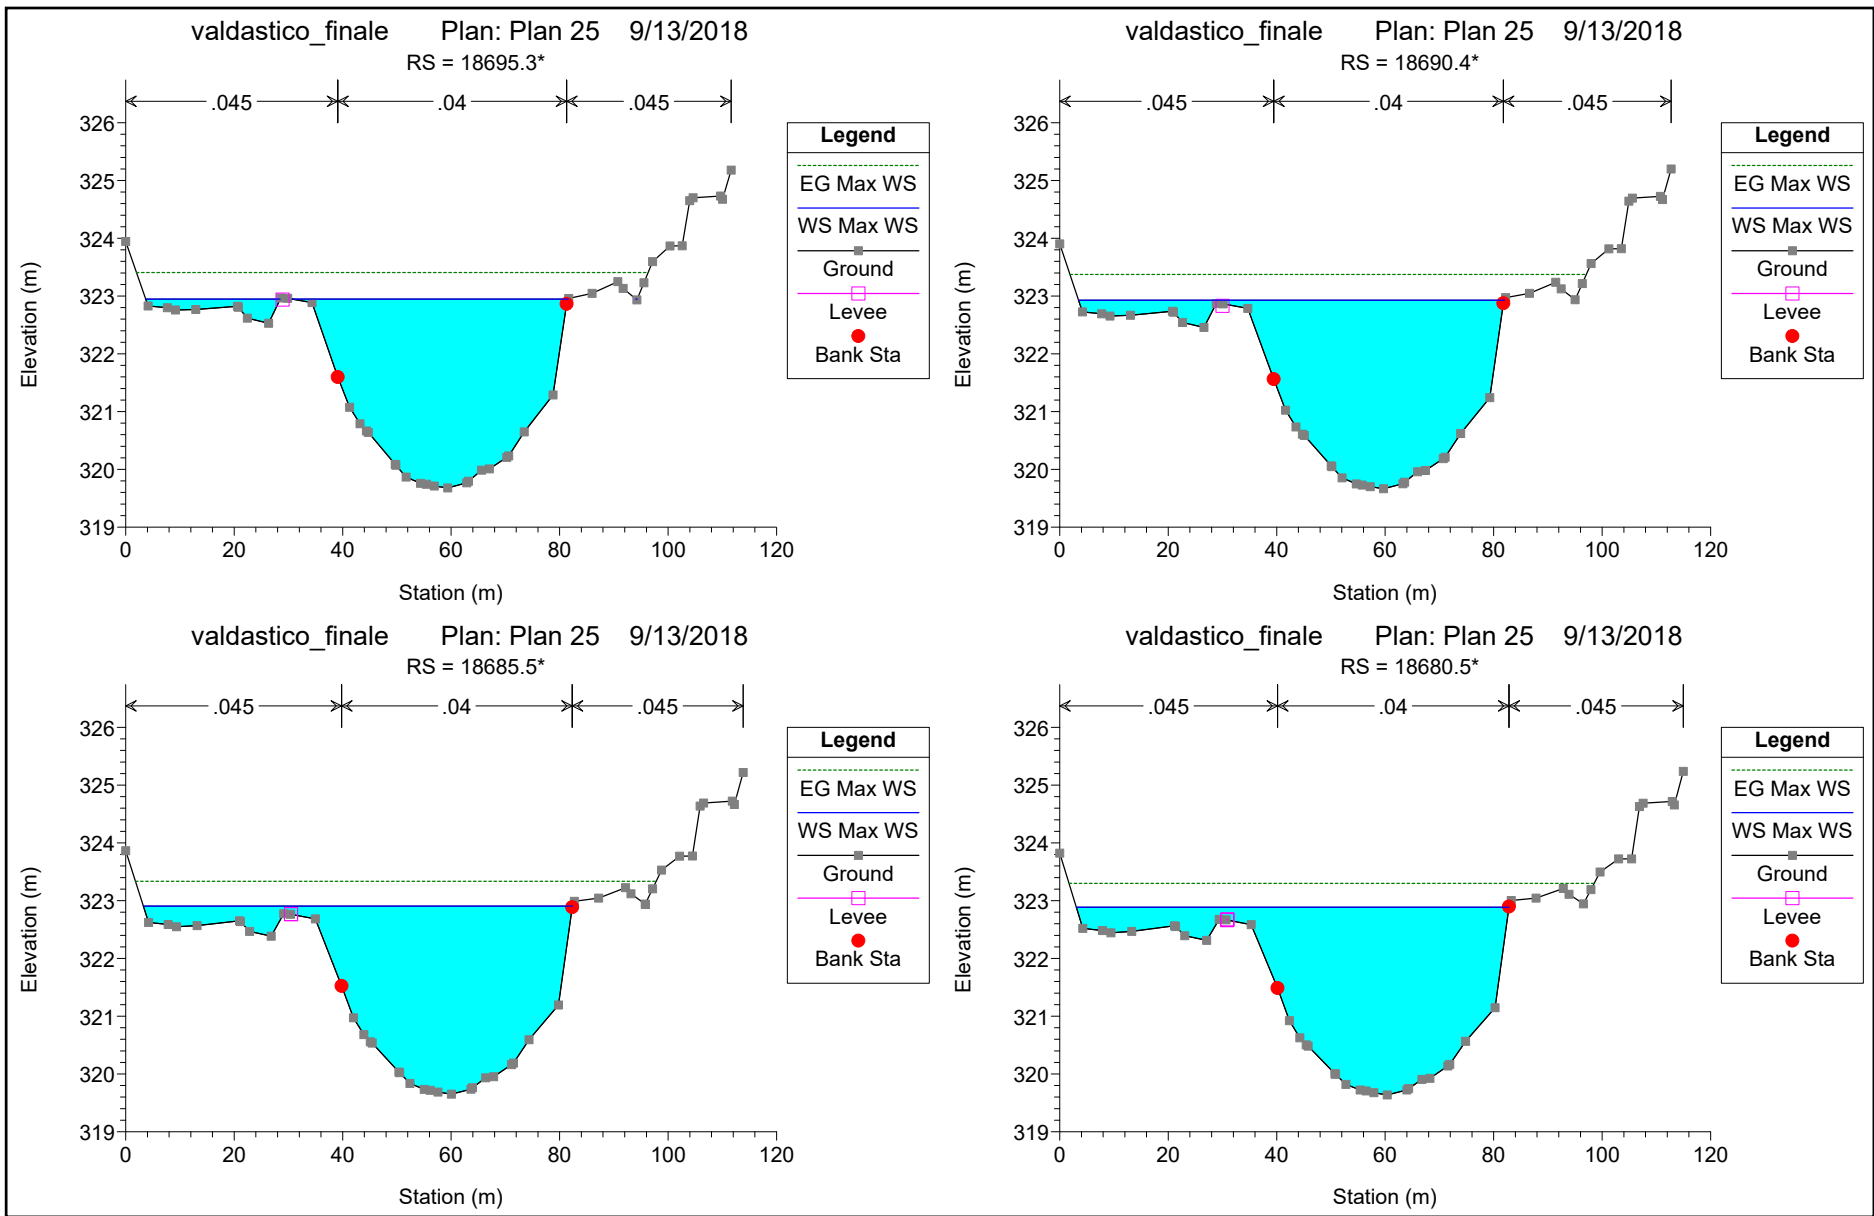 valdastico_finale Plan: Plan 25 9/13/2018
RS = 18695.3*
.045 .04 .045
326
325
324
323
322
321
320
319
0 20 40 60 80 100 120
Elevation (m)
Station (m)
Legend
EG Max WS
WS Max WS
Ground
Levee
Bank Sta
valdastico_finale Plan: Plan 25 9/13/2018
RS = 18690.4*
.045 .04 .045
326
325
324
323
322
321
320
319
0 20 40 60 80 100 120
Elevation (m)
Station (m)
Legend
EG Max WS
WS Max WS
Ground
Levee
Bank Sta
valdastico_finale Plan: Plan 25 9/13/2018
RS = 18685.5*
.045 .04 .045
326
325
324
323
322
321
320
319
0 20 40 60 80 100 120
Elevation (m)
Station (m)
Legend
EG Max WS
WS Max WS
Ground
Levee
Bank Sta
valdastico_finale Plan: Plan 25 9/13/2018
RS = 18680.5*
.045 .04 .045
326
325
324
323
322
321
320
319
0 20 40 60 80 100 120
Elevation (m)
Station (m)
Legend
EG Max WS
WS Max WS
Ground
Levee
Bank Sta